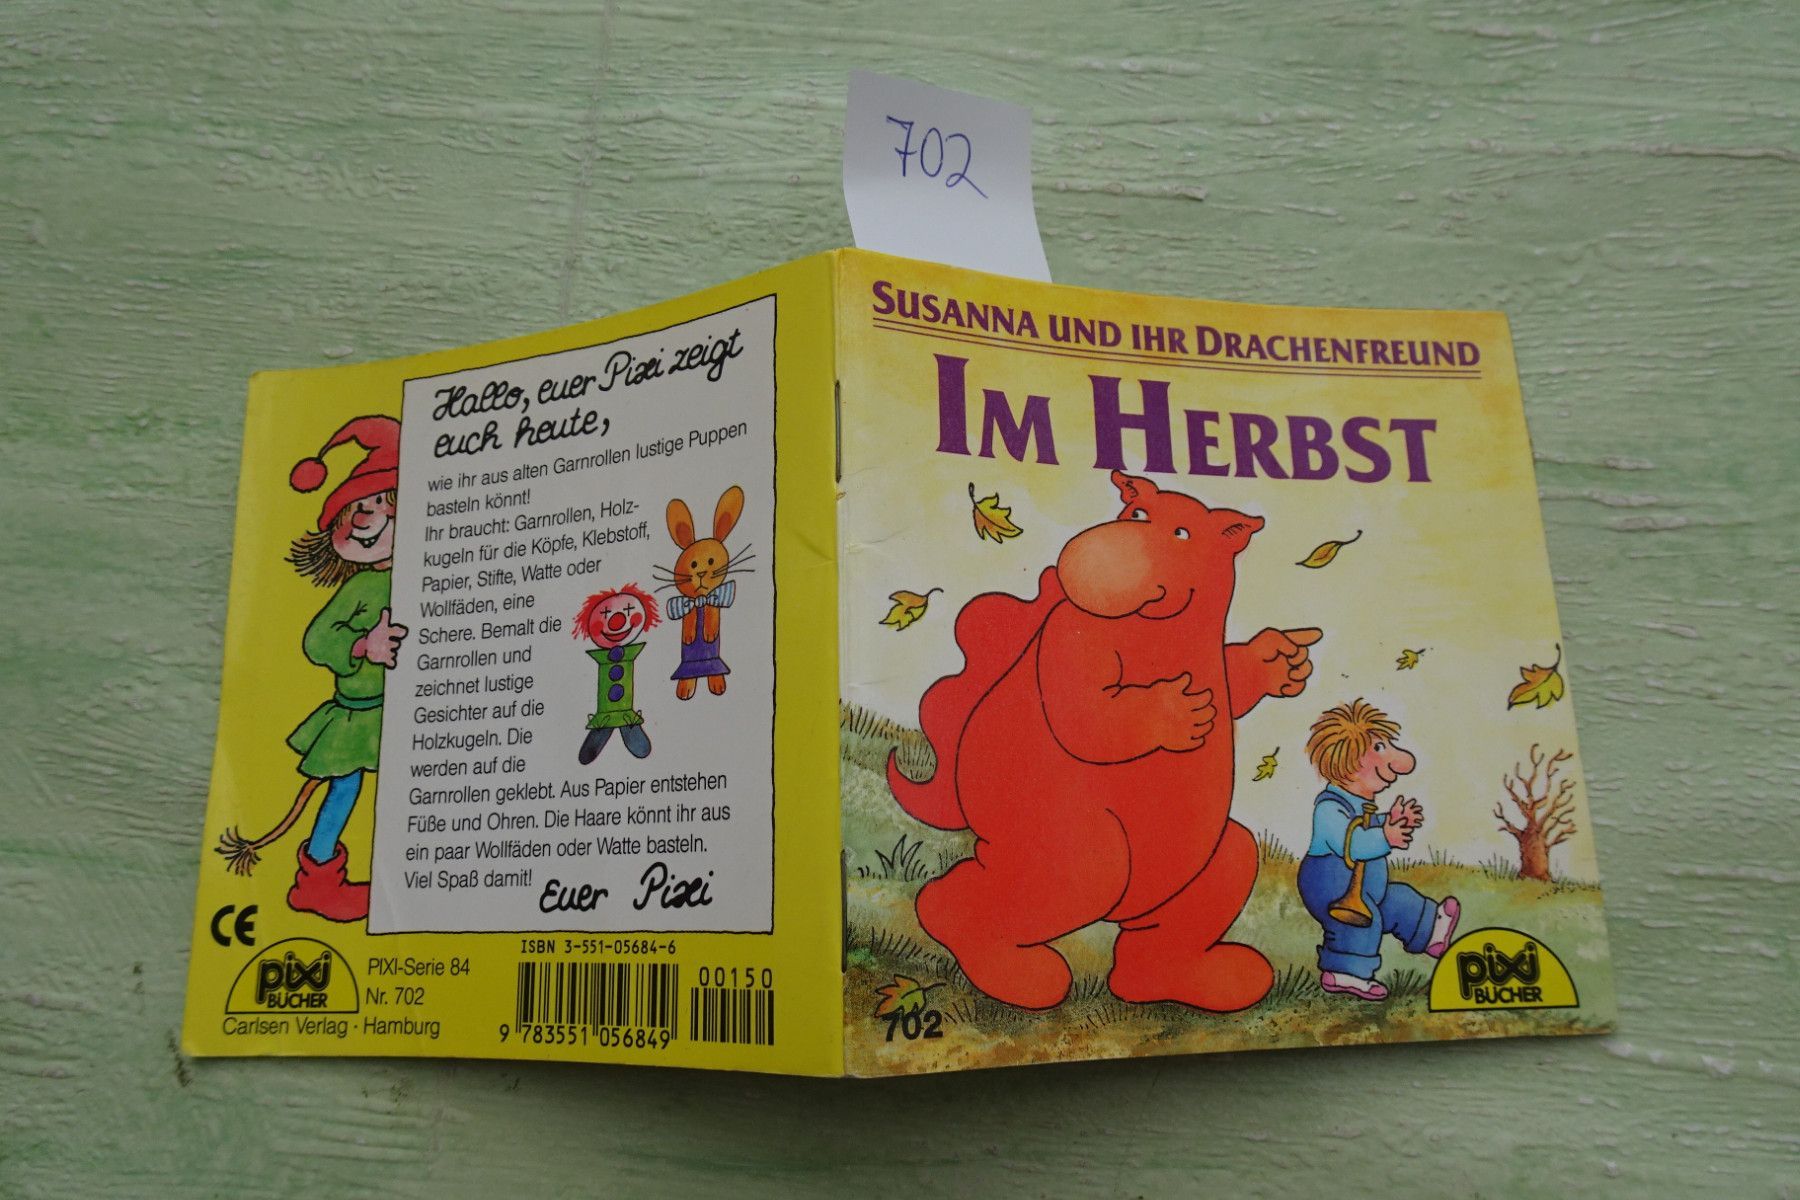 702
Hallo, euer Pixi zeigt
euch heute,
wie ihr aus alten Garnrollen lustige Puppen
basteln könnt!
Ihr braucht: Garnrollen, Holz-
kugeln für die Köpfe, Klebstoff,
Papier, Stifte, Watte oder
Wollfäden, eine
Schere. Bemalt die
Garnrollen und
zeichnet lustige
Gesichter auf die
Holzkugeln. Die
werden auf die
Garnrollen geklebt. Aus Papier entstehen
Füße und Ohren. Die Haare könnt ihr aus
ein paar Wollfäden oder Watte basteln.
Viel Spaß damit!
Euer Pixi
CE
pixi
BÜCHER
PIXI-Serie 84
Nr. 702
Carlsen Verlag · Hamburg
ISBN 3-551-05684-6
00150
9 783551 056849
SUSANNA UND IHR DRACHENFREUND
IM HERBST
702
pixi
BÜCHER